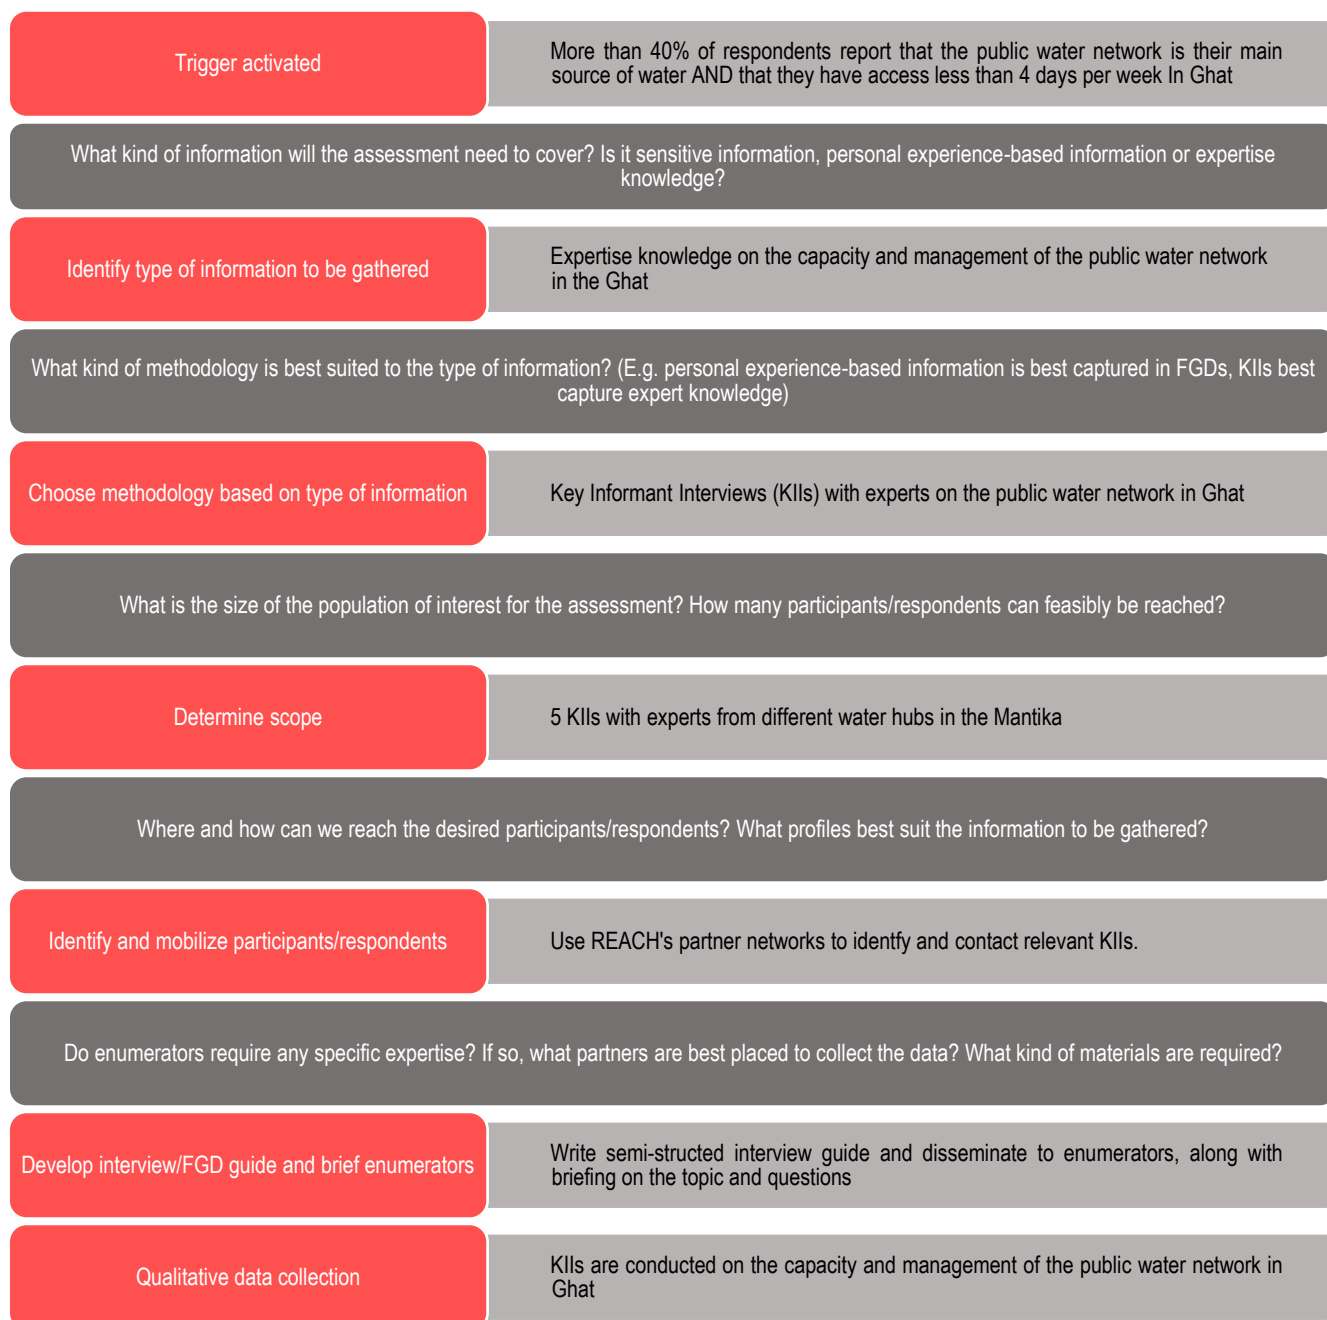 Trigger activated
More than 40% of respondents report that the public water network is their main
source of water AND that they have access less than 4 days per week In Ghat
What kind of information will the assessment need to cover? Is it sensitive information, personal experience-based information or expertise
knowledge?
Identify type of information to be gathered
Expertise knowledge on the capacity and management of the public water network
in the Ghat
What kind of methodology is best suited to the type of information? (E.g. personal experience-based information is best captured in FGDs, KIIs best
capture expert knowledge)
Choose methodology based on type of information
Key Informant Interviews (KIIs) with experts on the public water network in Ghat
What is the size of the population of interest for the assessment? How many participants/respondents can feasibly be reached?
Determine scope
5 KIIs with experts from different water hubs in the Mantika
Where and how can we reach the desired participants/respondents? What profiles best suit the information to be gathered?
Identify and mobilize participants/respondents
Use REACH's partner networks to identfy and contact relevant KIIs.
Do enumerators require any specific expertise? If so, what partners are best placed to collect the data? What kind of materials are required?
Develop interview/FGD guide and brief enumerators
Write semi-structed interview guide and disseminate to enumerators, along with
briefing on the topic and questions
Qualitative data collection
KIIs are conducted on the capacity and management of the public water network in
Ghat